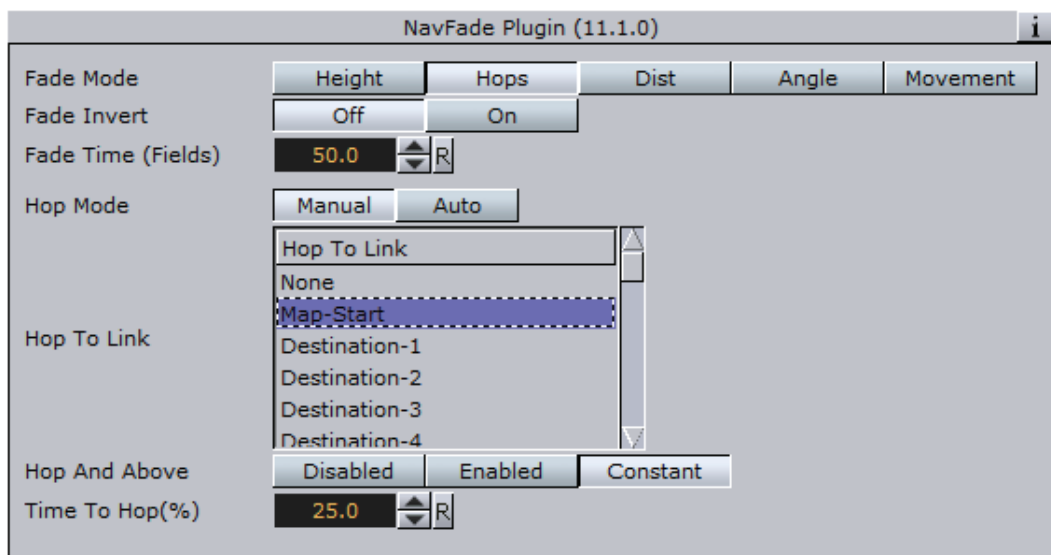 NavFade Plugin (11.1.0) i
Fade Mode Height Hops Dist Angle Movement
Fade Invert Off On
Fade Time (Fields) 50.0 R
Hop Mode Manual Auto
Hop To Link
None
Map-Start
Hop To Link
Destination-1
Destination-2
Destination-3
Destination-4
Hop And Above Disabled Enabled Constant
Time To Hop(%) 25.0 R